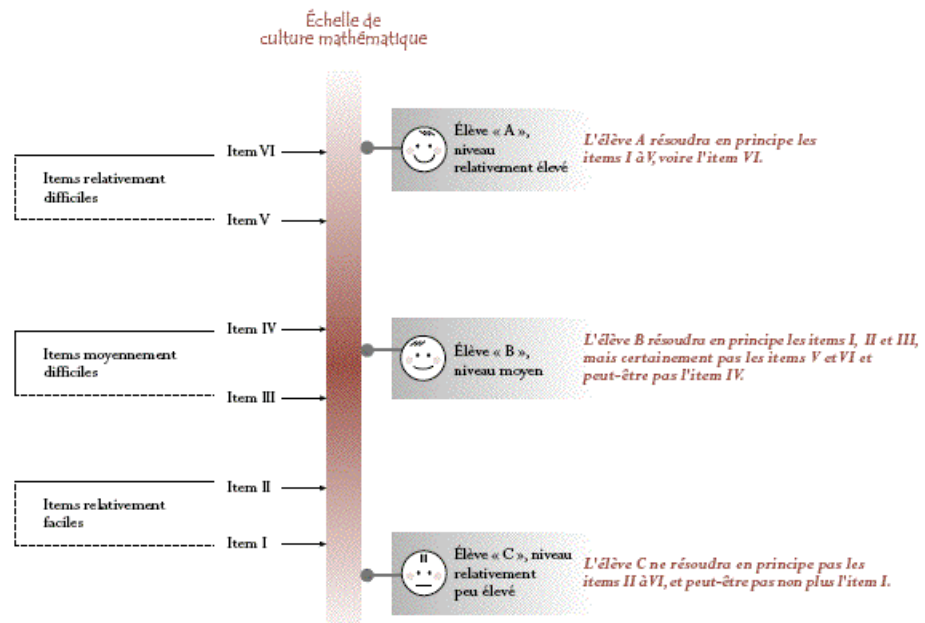 Échelle de
culture mathématique
Item VI
Items relativement
difficiles
Item V
Élève « A »,
niveau
relativement élevé
L'élève A résoudra en principe les
items I à V, voire l'item VI.
Item IV
Items moyennement
difficiles
Item III
Élève « B »,
niveau moyen
L'élève B résoudra en principe les items I, II et III,
mais certainement pas les items V et VI et
peut-être pas l'item IV.
Item II
Items relativement
faciles
Item I
Élève « C », niveau
relativement
peu élevé
L'élève C ne résoudra en principe pas les
items II à VI, et peut-être pas non plus l'item I.